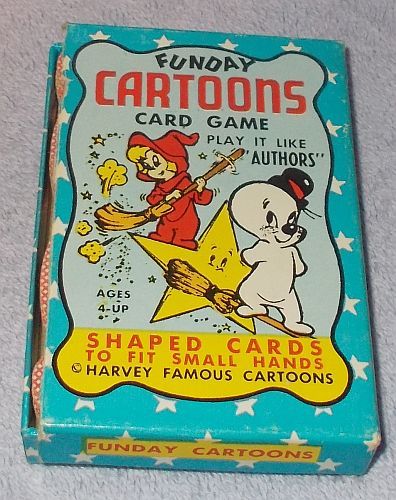 FUNDAY
CARTOONS
CARD GAME
PLAY IT LIKE
"AUTHORS"
AGES
4-UP
SHAPED CARDS
TO FIT SMALL HANDS
© HARVEY FAMOUS CARTOONS
FUNDAY CARTOONS